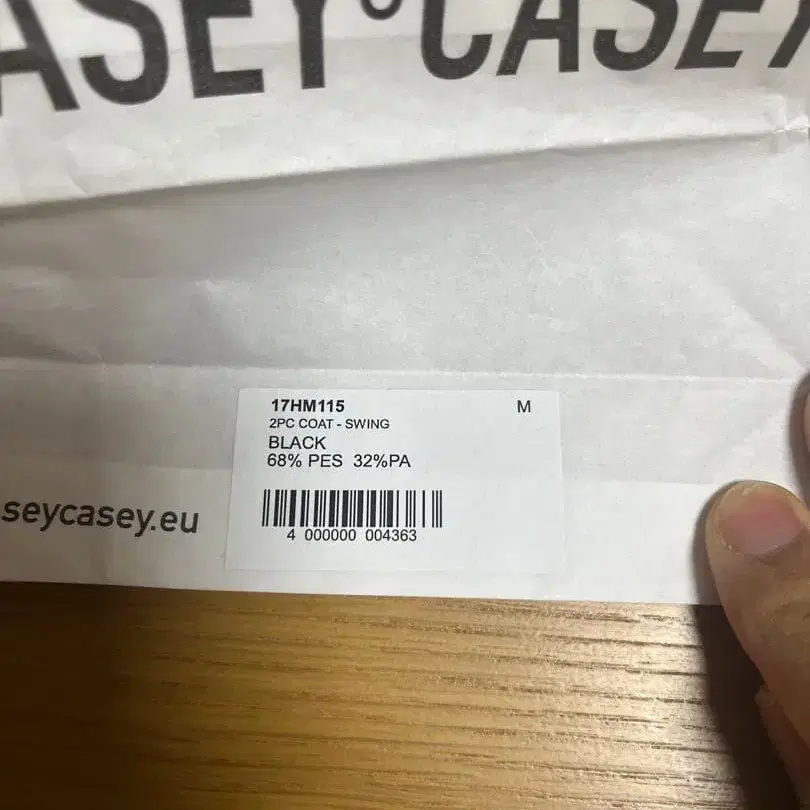 ASEY°CASEY
17HM115 M
2PC COAT - SWING
BLACK
68% PES 32%PA
seycasey.eu
4 000000 004363